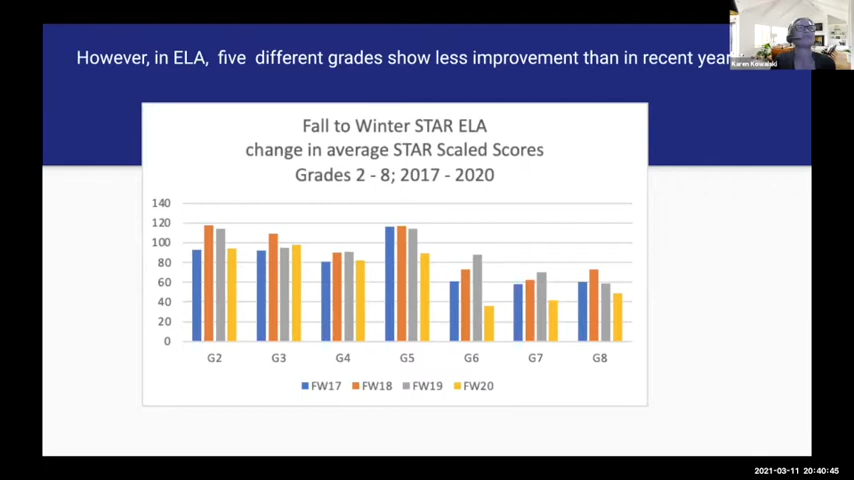 However, in ELA, five different grades show less improvement than in recent year
Karen Kowalski
Fall to Winter STAR ELA
change in average STAR Scaled Scores
Grades 2 - 8; 2017 - 2020
140
120
100
80
60
40
20
0
G2 G3 G4 G5 G6 G7 G8
FW17 FW18 FW19 FW20
2021-03-11 20:40:45